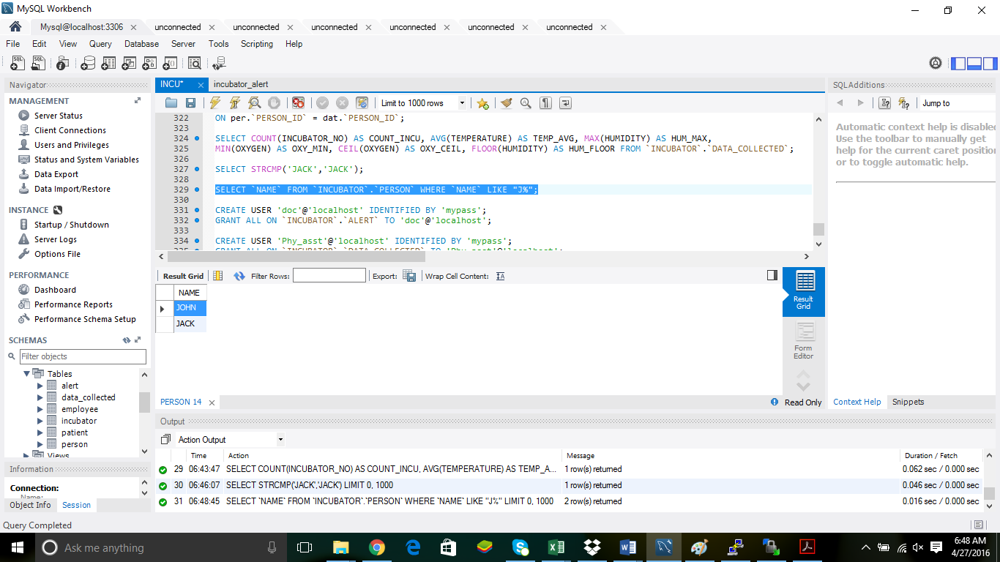 MySQL Workbench
Mysql@localhost:3306 unconnected unconnected unconnected unconnected unconnected unconnected
File Edit View Query Database Server Tools Scripting Help
Navigator
MANAGEMENT
Server Status
Client Connections
Users and Privileges
Status and System Variables
Data Export
Data Import/Restore
INSTANCE
Startup / Shutdown
Server Logs
Options File
PERFORMANCE
Dashboard
Performance Reports
Performance Schema Setup
SCHEMAS
Filter objects
Tables
alert
data_collected
employee
incubator
patient
person
Views
Information
Connection:
Name:
Object Info Session
INCU* incubator_alert
Limit to 1000 rows
322 ON per.`PERSON_ID` = dat.`PERSON_ID`;
323
324 SELECT COUNT(INCUBATOR_NO) AS COUNT_INCU, AVG(TEMPERATURE) AS TEMP_AVG, MAX(HUMIDITY) AS HUM_MAX,
325 MIN(OXYGEN) AS OXY_MIN, CEIL(OXYGEN) AS OXY_CEIL, FLOOR(HUMIDITY) AS HUM_FLOOR FROM `INCUBATOR`.`DATA_COLLECTED`;
326
327 SELECT STRCMP('JACK','JACK');
328
329 SELECT `NAME` FROM `INCUBATOR`.`PERSON` WHERE `NAME` LIKE "J%";
330
331 CREATE USER 'doc'@'localhost' IDENTIFIED BY 'mypass';
332 GRANT ALL ON `INCUBATOR`.`ALERT` TO 'doc'@'localhost';
333
334 CREATE USER 'Phy_asst'@'localhost' IDENTIFIED BY 'mypass';
335 GRANT ALL ON `INCUBATOR`.`DATA_COLLECTED` TO 'Phy_asst'@'localhost';
Result Grid Filter Rows: Export: Wrap Cell Content:
NAME
JOHN
JACK
Result
Grid
Form
Editor
PERSON 14 Read Only
SQLAdditions
Jump to
Automatic context help is disabled
Use the toolbar to manually get
help for the current caret position
or to toggle automatic help.
Context Help Snippets
Output
Action Output
Time Action Message Duration / Fetch
29 06:43:47 SELECT COUNT(INCUBATOR_NO) AS COUNT_INCU, AVG(TEMPERATURE) AS TEMP_A... 1 row(s) returned 0.062 sec / 0.000 sec
30 06:46:07 SELECT STRCMP('JACK','JACK') LIMIT 0, 1000 1 row(s) returned 0.046 sec / 0.000 sec
31 06:48:45 SELECT `NAME` FROM `INCUBATOR`.`PERSON` WHERE `NAME` LIKE "J%" LIMIT 0, 1000 2 row(s) returned 0.016 sec / 0.000 sec
Query Completed
Ask me anything
6:48 AM
4/27/2016